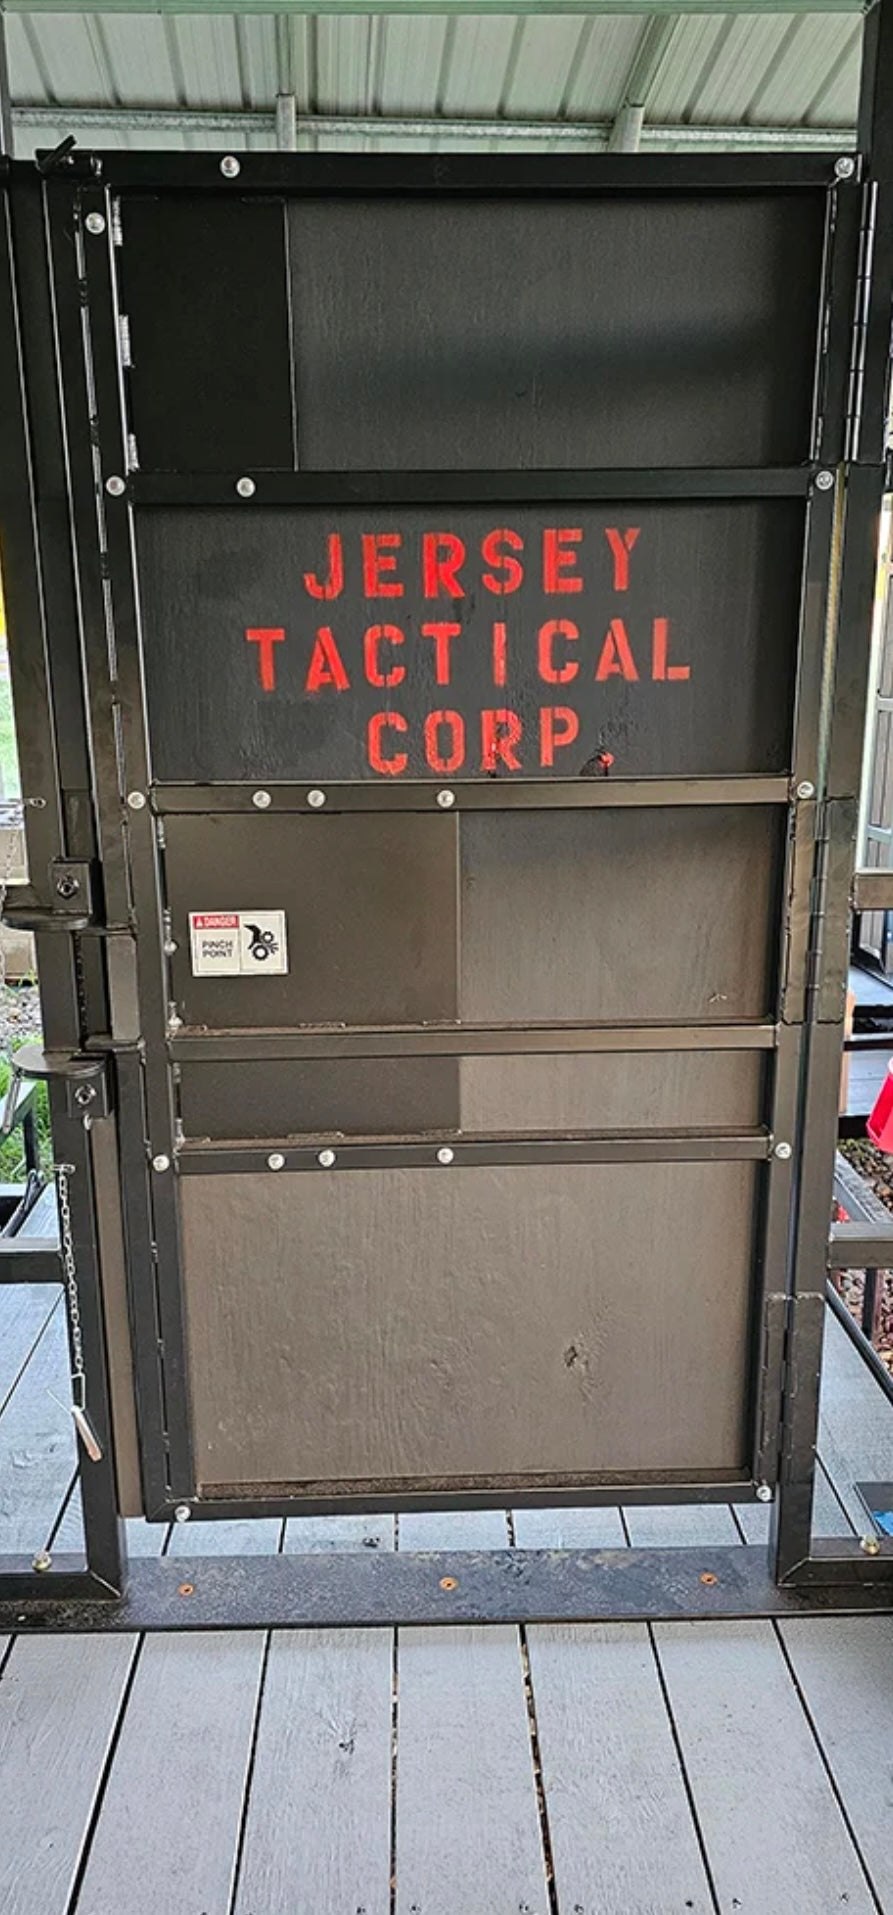 JERSEY
TACTICAL
CORP
DANGER
PINCH
POINT